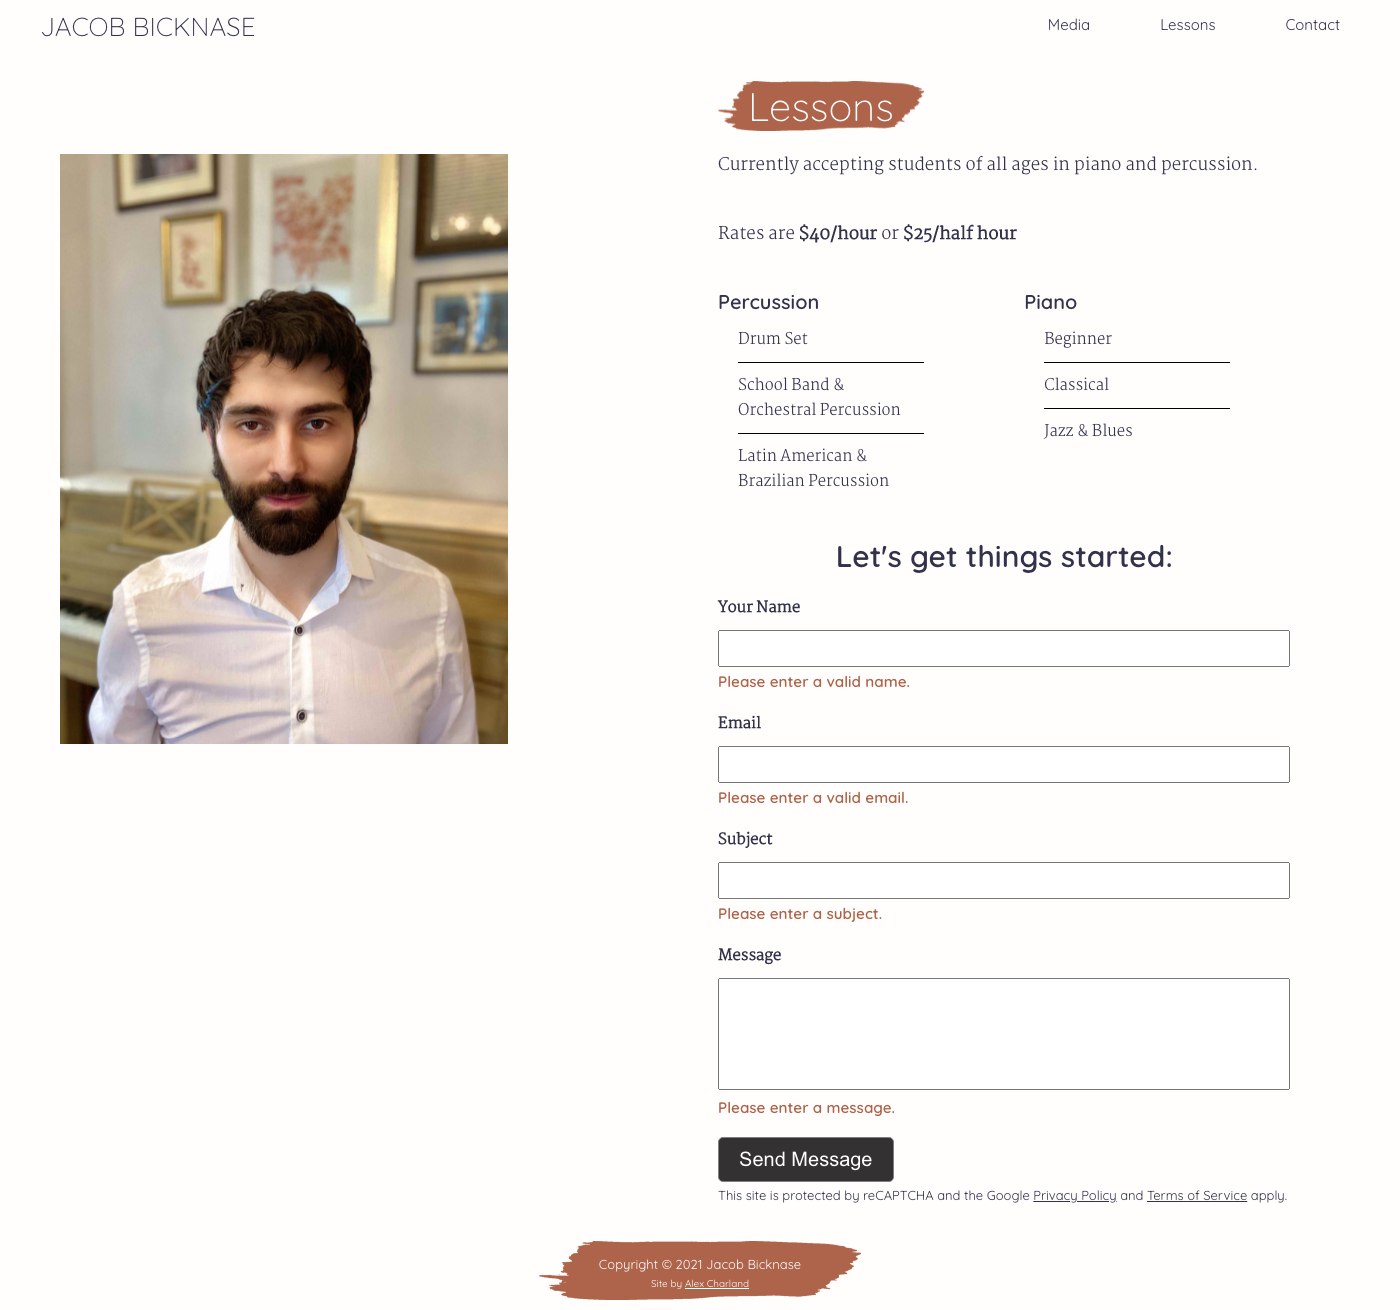 JACOB BICKNASE
Media
Lessons
Contact
Lessons
Currently accepting students of all ages in piano and percussion.
Rates are $40/hour or $25/half hour
Percussion
Drum Set
School Band &
Orchestral Percussion
Latin American &
Brazilian Percussion
Piano
Beginner
Classical
Jazz & Blues
Let's get things started:
Your Name
Please enter a valid name.
Email
Please enter a valid email.
Subject
Please enter a subject.
Message
Please enter a message.
Send Message
This site is protected by reCAPTCHA and the Google Privacy Policy and Terms of Service apply.
Copyright © 2021 Jacob Bicknase
Site by Alex Charland